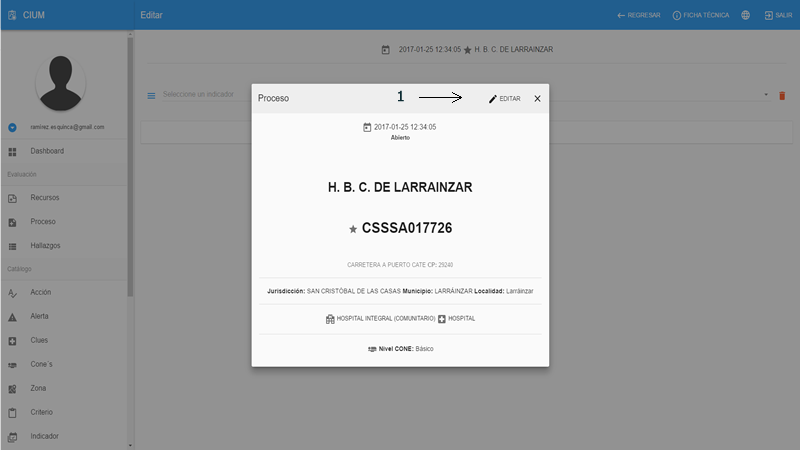 CIUM
Editar
REGRESAR
FICHA TÉCNICA
SALIR
2017-01-25 12:34:05 H. B. C. DE LARRAINZAR
Seleccione un indicador
ramirez.esquinca@gmail.com
Dashboard
Evaluación
Recursos
Proceso
Hallazgos
Catálogo
Acción
Alerta
Clues
Cone´s
Zona
Criterio
Indicador
Proceso
1
EDITAR
2017-01-25 12:34:05
Abierto
H. B. C. DE LARRAINZAR
CSSSA017726
CARRETERA A PUERTO CATE CP: 29240
Jurisdicción: SAN CRISTÓBAL DE LAS CASAS Municipio: LARRÁINZAR Localidad: Larráinzar
HOSPITAL INTEGRAL (COMUNITARIO) HOSPITAL
Nivel CONE: Básico